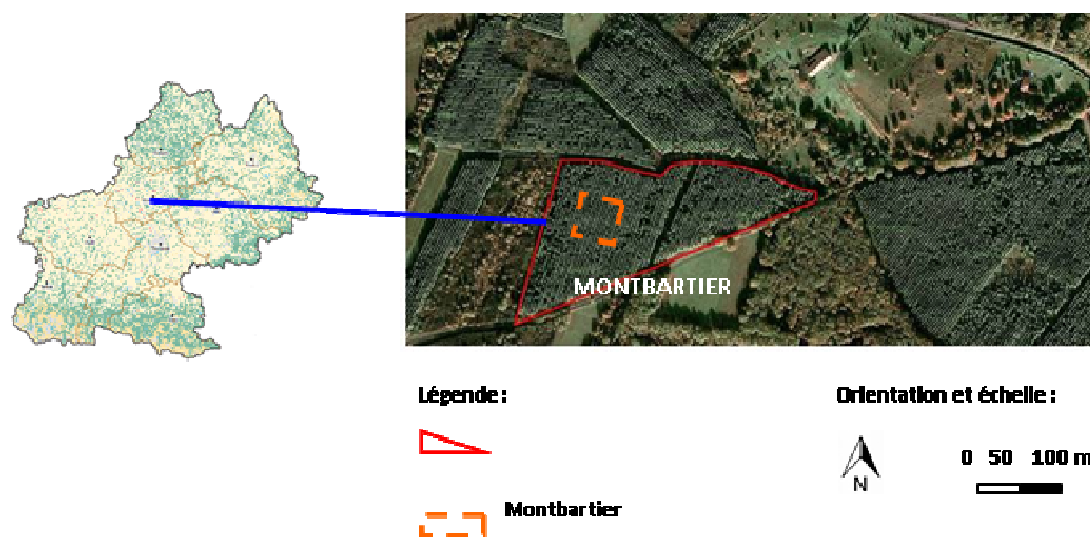 MONTBARTIER
Légende :
Orientation et échelle :
N
0 50 100 m
Montbartier